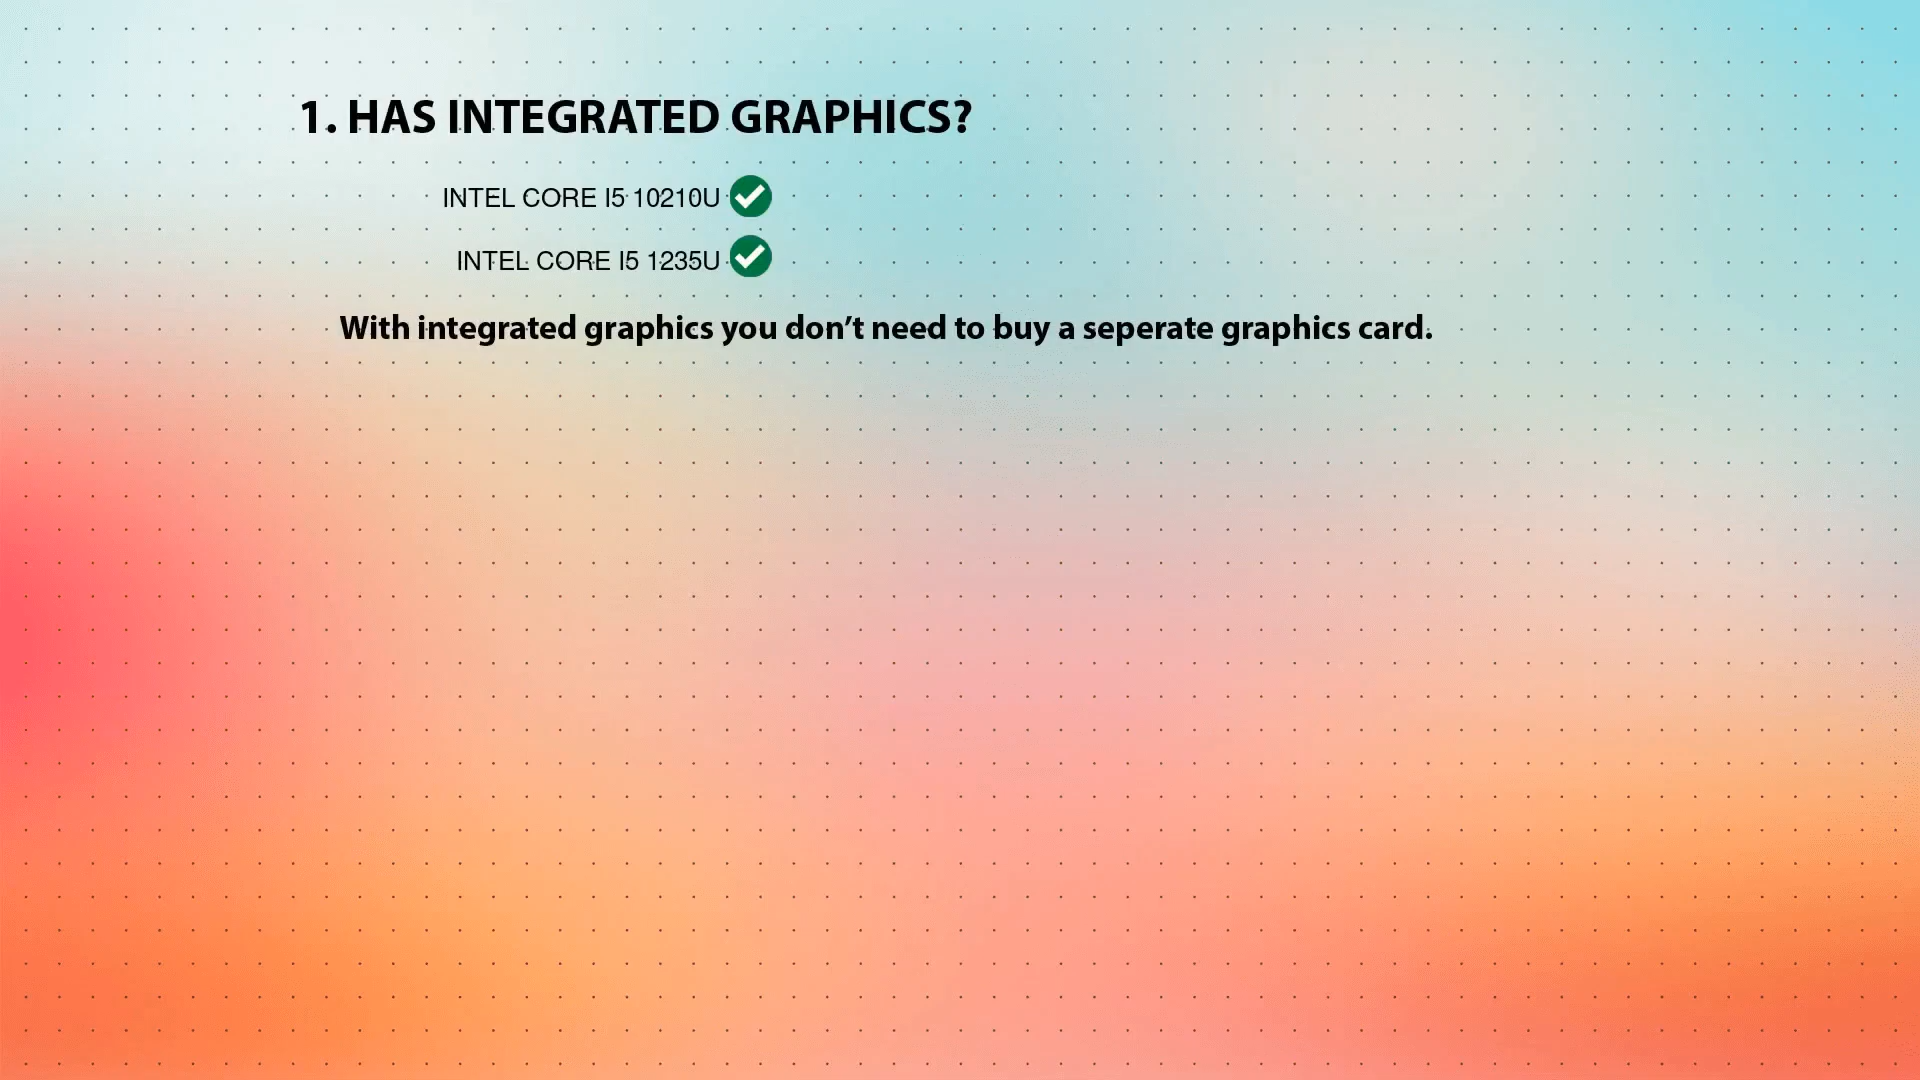 1. HAS INTEGRATED GRAPHICS?
INTEL CORE I5 10210U
INTEL CORE I5 1235U
With integrated graphics you don’t need to buy a seperate graphics card.